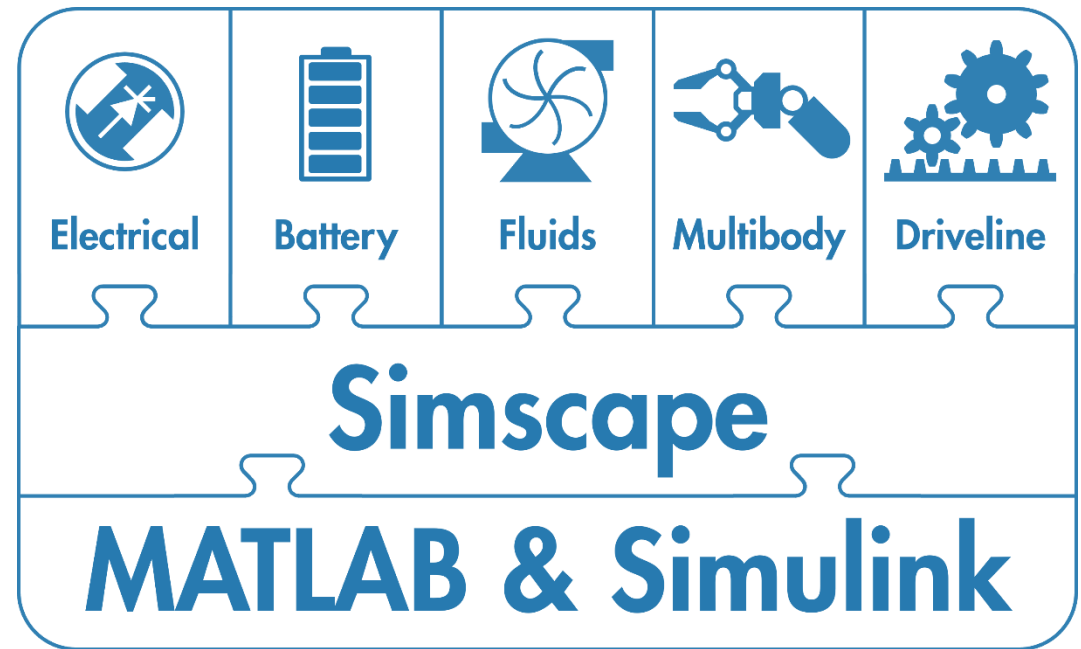 Electrical Battery Fluids Multibody Driveline
Simscape
MATLAB & Simulink